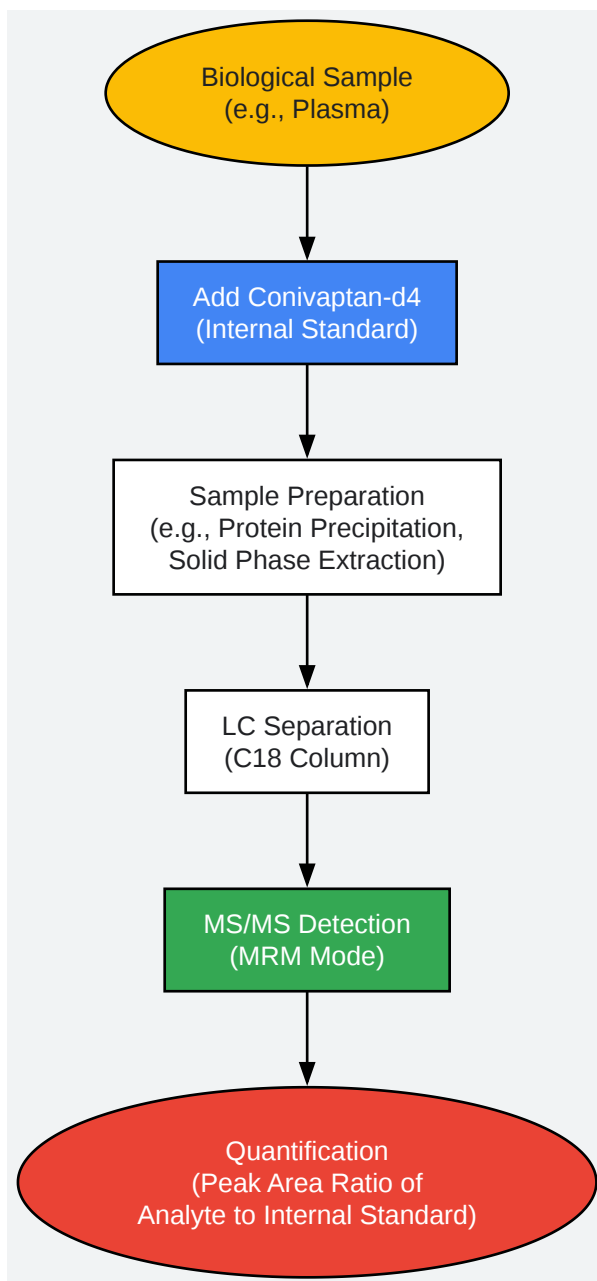 Biological Sample
(e.g., Plasma)
Add Conivaptan-d4
(Internal Standard)
Sample Preparation
(e.g., Protein Precipitation,
Solid Phase Extraction)
LC Separation
(C18 Column)
MS/MS Detection
(MRM Mode)
Quantification
(Peak Area Ratio of
Analyte to Internal Standard)